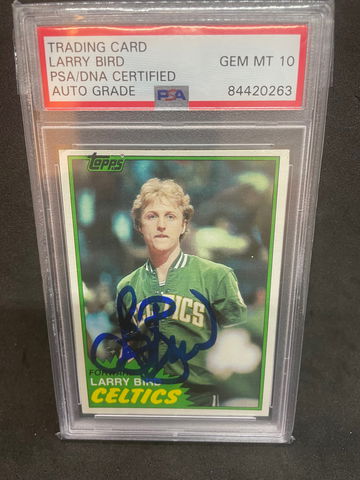 TRADING CARD
LARRY BIRD
PSA/DNA CERTIFIED GEM MT 10
AUTO GRADE PSA 84420263
Topps
CELTICS
FORWARD
LARRY BIRD
CELTICS